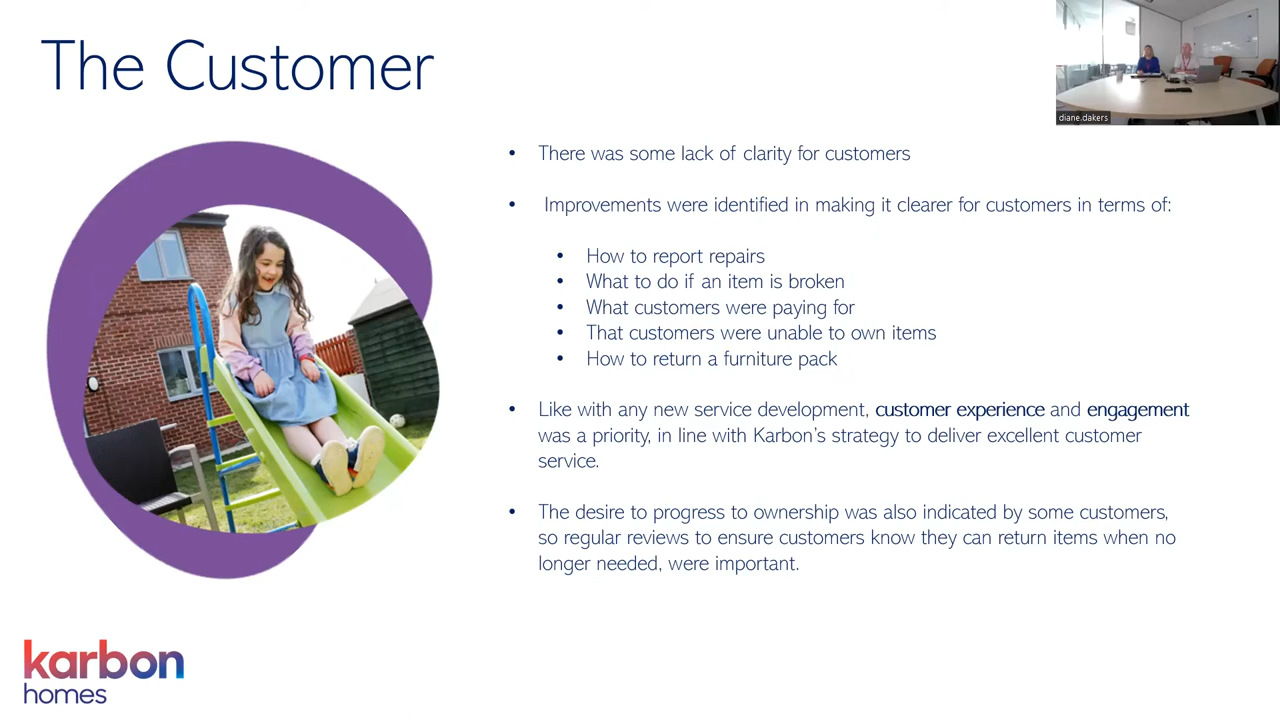 The Customer
diane.dakers
• There was some lack of clarity for customers
• Improvements were identified in making it clearer for customers in terms of:
• How to report repairs
• What to do if an item is broken
• What customers were paying for
• That customers were unable to own items
• How to return a furniture pack
• Like with any new service development, customer experience and engagement
was a priority, in line with Karbon's strategy to deliver excellent customer
service.
• The desire to progress to ownership was also indicated by some customers,
so regular reviews to ensure customers know they can return items when no
longer needed, were important.
karbon
homes